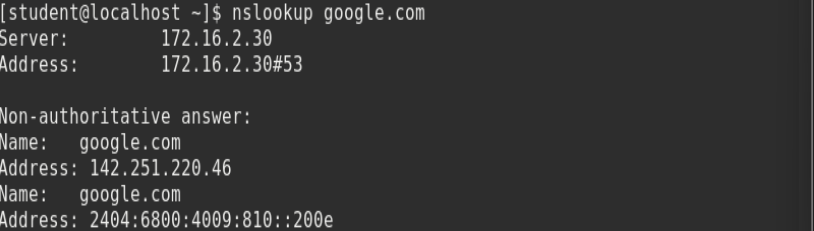 [student@localhost ~]$ nslookup google.com
Server:         172.16.2.30
Address:        172.16.2.30#53

Non-authoritative answer:
Name:   google.com
Address: 142.251.220.46
Name:   google.com
Address: 2404:6800:4009:810::200e